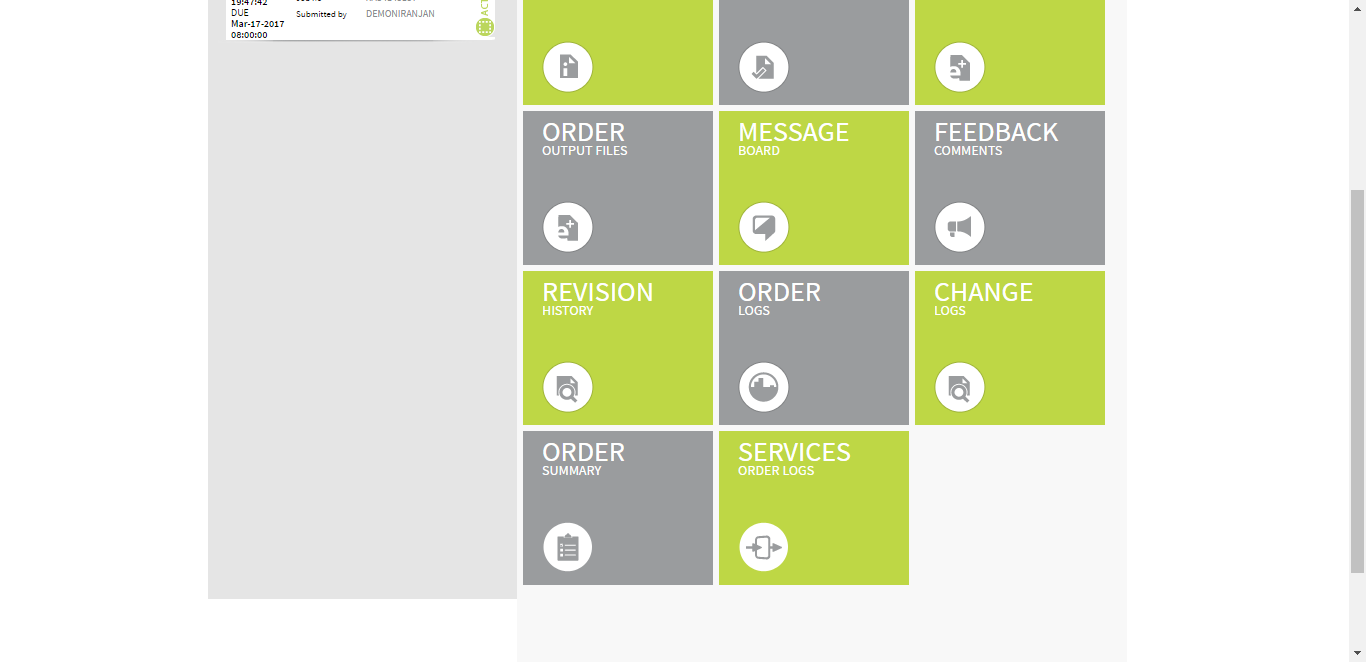 19:47:42
DUE
Mar-17-2017
08:00:00
Submitted by DEMONIRANJAN
ACT
ORDER
OUTPUT FILES
MESSAGE
BOARD
FEEDBACK
COMMENTS
REVISION
HISTORY
ORDER
LOGS
CHANGE
LOGS
ORDER
SUMMARY
SERVICES
ORDER LOGS